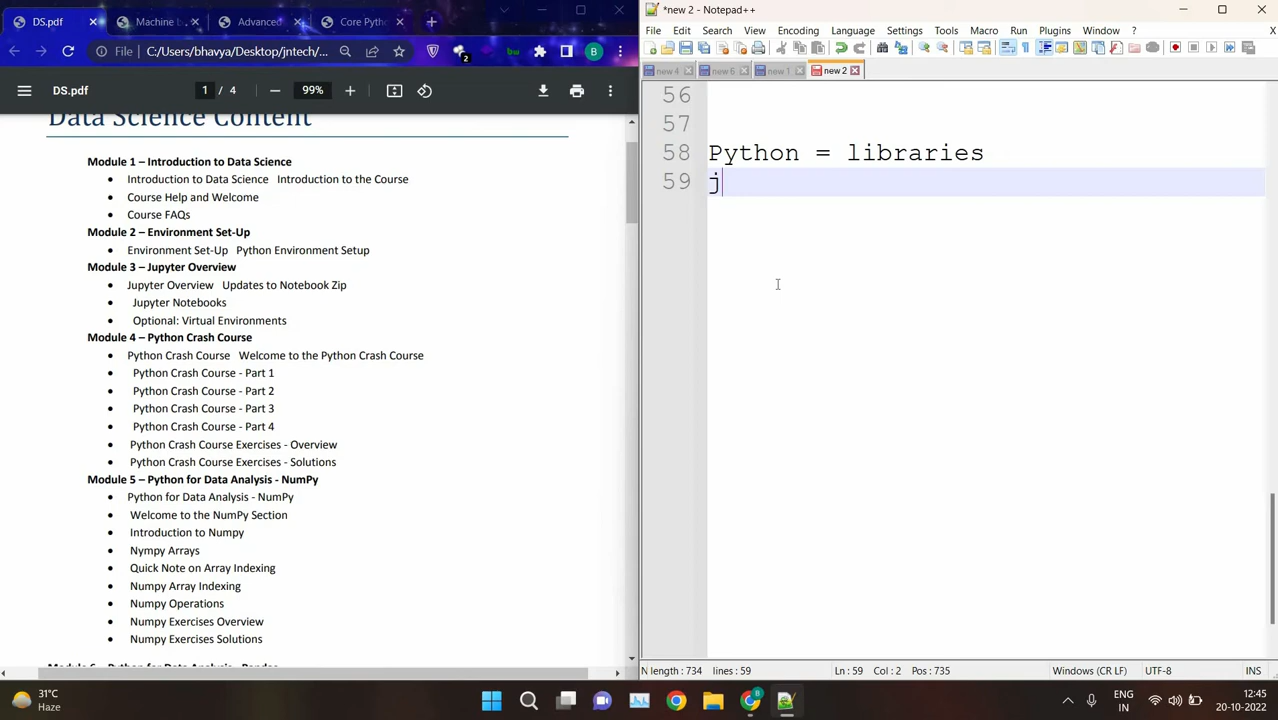 DS.pdf
Machine b
Advanced
Core Pyth
File C:/Users/bhavya/Desktop/jntech/...
2
B
DS.pdf
1 / 4
99%
Data Science Content
Module 1 – Introduction to Data Science
• Introduction to Data Science Introduction to the Course
• Course Help and Welcome
• Course FAQs
Module 2 – Environment Set-Up
• Environment Set-Up Python Environment Setup
Module 3 – Jupyter Overview
• Jupyter Overview Updates to Notebook Zip
• Jupyter Notebooks
• Optional: Virtual Environments
Module 4 – Python Crash Course
• Python Crash Course Welcome to the Python Crash Course
• Python Crash Course - Part 1
• Python Crash Course - Part 2
• Python Crash Course - Part 3
• Python Crash Course - Part 4
• Python Crash Course Exercises - Overview
• Python Crash Course Exercises - Solutions
Module 5 – Python for Data Analysis - NumPy
• Python for Data Analysis - NumPy
• Welcome to the NumPy Section
• Introduction to Numpy
• Nympy Arrays
• Quick Note on Array Indexing
• Numpy Array Indexing
• Numpy Operations
• Numpy Exercises Overview
• Numpy Exercises Solutions
Module 6 – Python for Data Analysis - Pandas
*new 2 - Notepad++
File Edit Search View Encoding Language Settings Tools Macro Run Plugins Window ?
new 4
new 6
new 1
new 2
56
57
58 Python = libraries
59 j
N length : 734 lines : 59 Ln : 59 Col : 2 Pos : 735 Windows (CR LF) UTF-8 INS
31°C
Haze
B
ENG
IN
12:45
20-10-2022